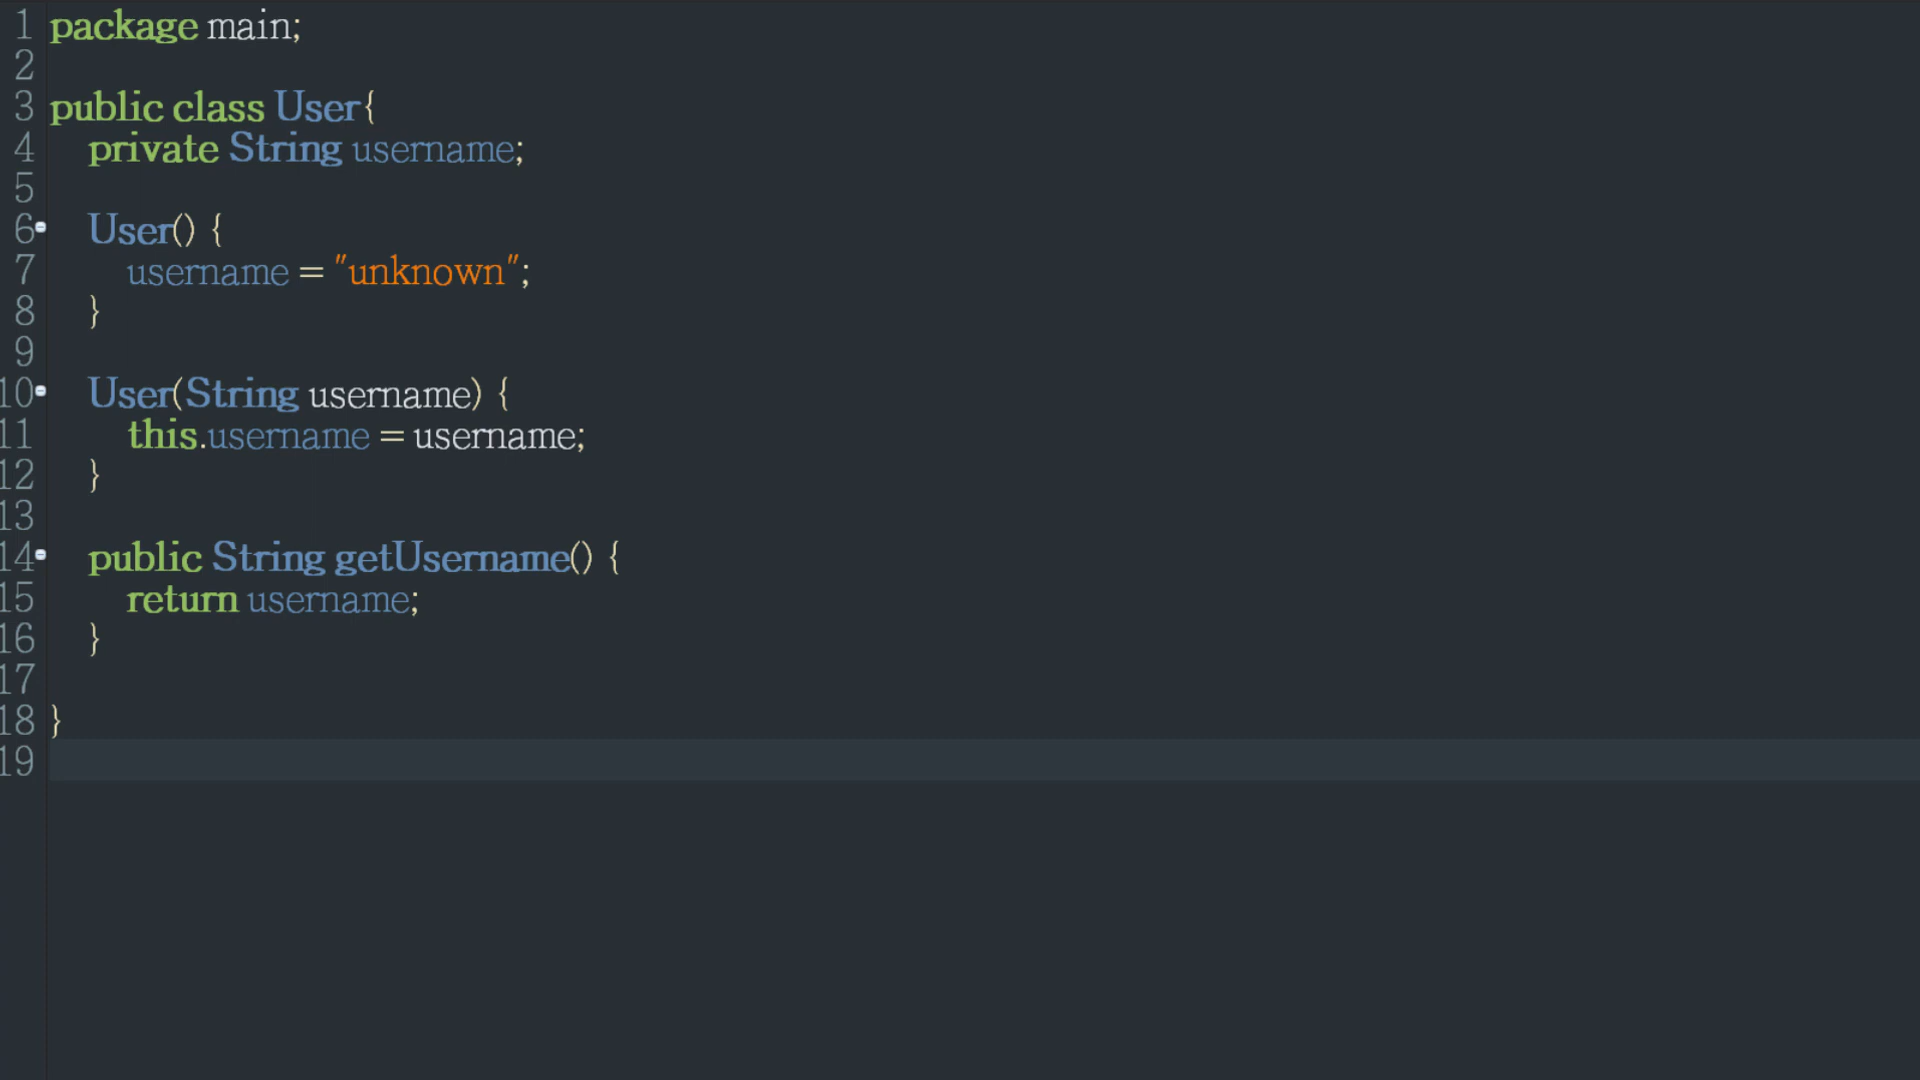 1 package main;
2
3 public class User{
4 private String username;
5
6 User() {
7 username = "unknown";
8 }
9
10 User(String username) {
11 this.username = username;
12 }
13
14 public String getUsername() {
15 return username;
16 }
17
18 }
19